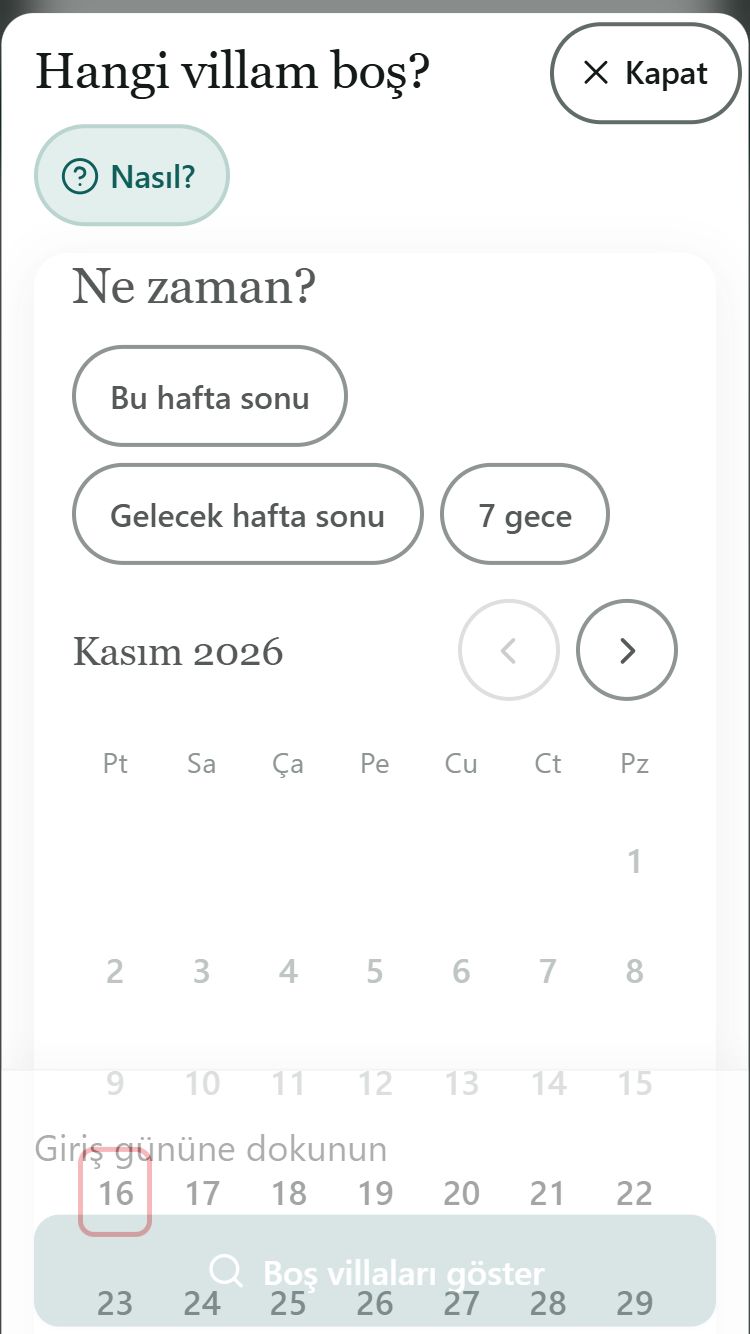 Hangi villam boş?
Kapat
Nasıl?
Ne zaman?
Bu hafta sonu
Gelecek hafta sonu
7 gece
Kasım 2026
Pt Sa Ça Pe Cu Ct Pz
1
2 3 4 5 6 7 8
9 10 11 12 13 14 15
Giriş gününe dokunun
16 17 18 19 20 21 22
Boş villaları göster
23 24 25 26 27 28 29